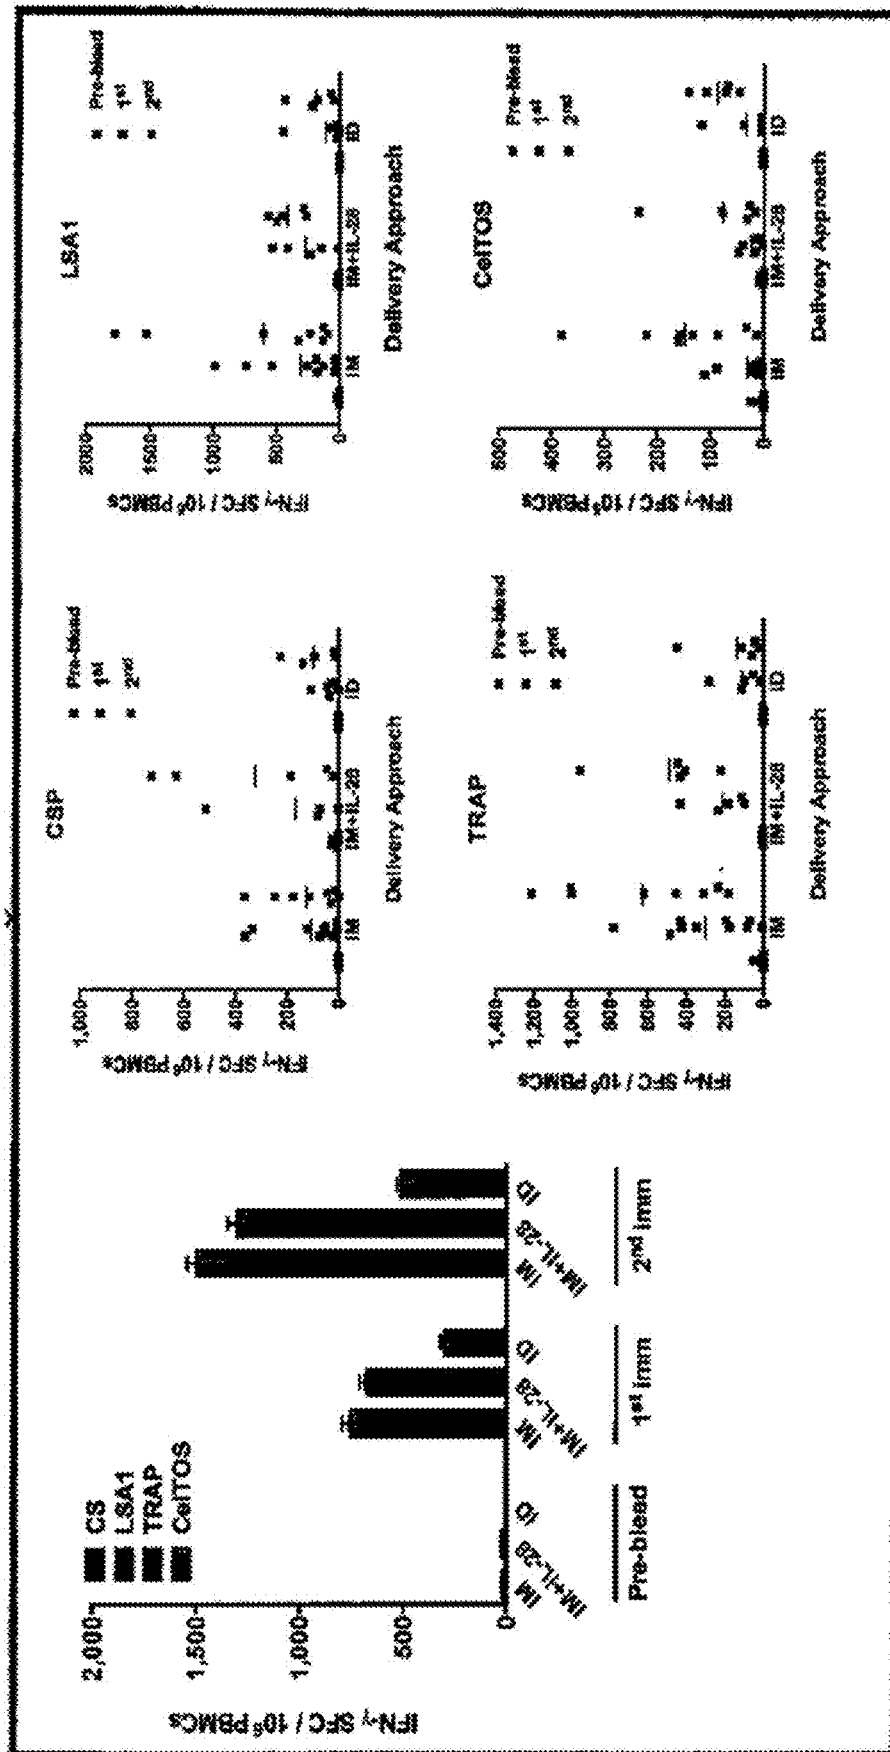 IFN-γ SFC / 10⁶ PBMCs
2,000
1,500
1,000
500
0
CS
LSA1
TRAP
CelTOS
IM
IM+IL-28
ID
IM
IM+IL-28
ID
IM
IM+IL-28
ID
Pre-bleed
1st Imm
2nd Imm
CSP
Pre-bleed
1st
2nd
IFN-γ SFC / 10⁶ PBMCs
1,000
800
600
400
200
0
IM
IM+IL-28
ID
Delivery Approach
LSA1
Pre-bleed
1st
2nd
IFN-γ SFC / 10⁶ PBMCs
2000
1500
1000
500
0
IM
IM+IL-28
ID
Delivery Approach
TRAP
Pre-bleed
1st
2nd
IFN-γ SFC / 10⁶ PBMCs
1,400
1,200
1,000
800
600
400
200
0
IM
IM+IL-28
ID
Delivery Approach
CelTOS
Pre-bleed
1st
2nd
IFN-γ SFC / 10⁶ PBMCs
500
400
300
200
100
0
IM
IM+IL-28
ID
Delivery Approach